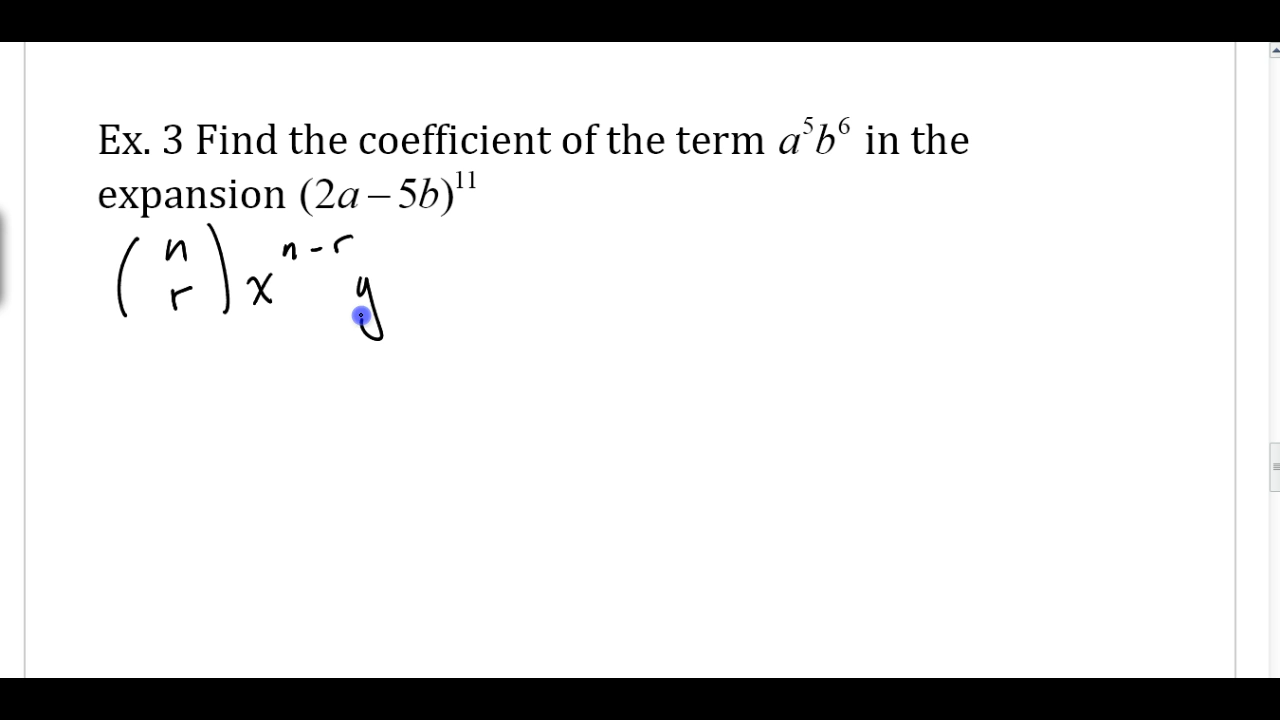 Ex. 3 Find the coefficient of the term a⁵b⁶ in the
expansion (2a – 5b)¹¹
(n r) x^(n-r) y